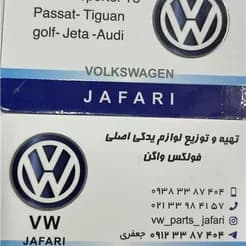 Passat- Tiguan
golf- Jeta -Audi
VOLKSWAGEN
JAFARI
تهیه و توزیع لوازم یدکی اصلی
فولکس واگن
۰۹۳۸ ۳۳ ۸۷ ۴۰۴
۰۲۱ ۳۳ ۹۸ ۴۱ ۵۷
vw_parts_jafari
۰۹۱۲ ۳۳ ۸۷ ۴۰۴ جعفری
VW
JAFARI